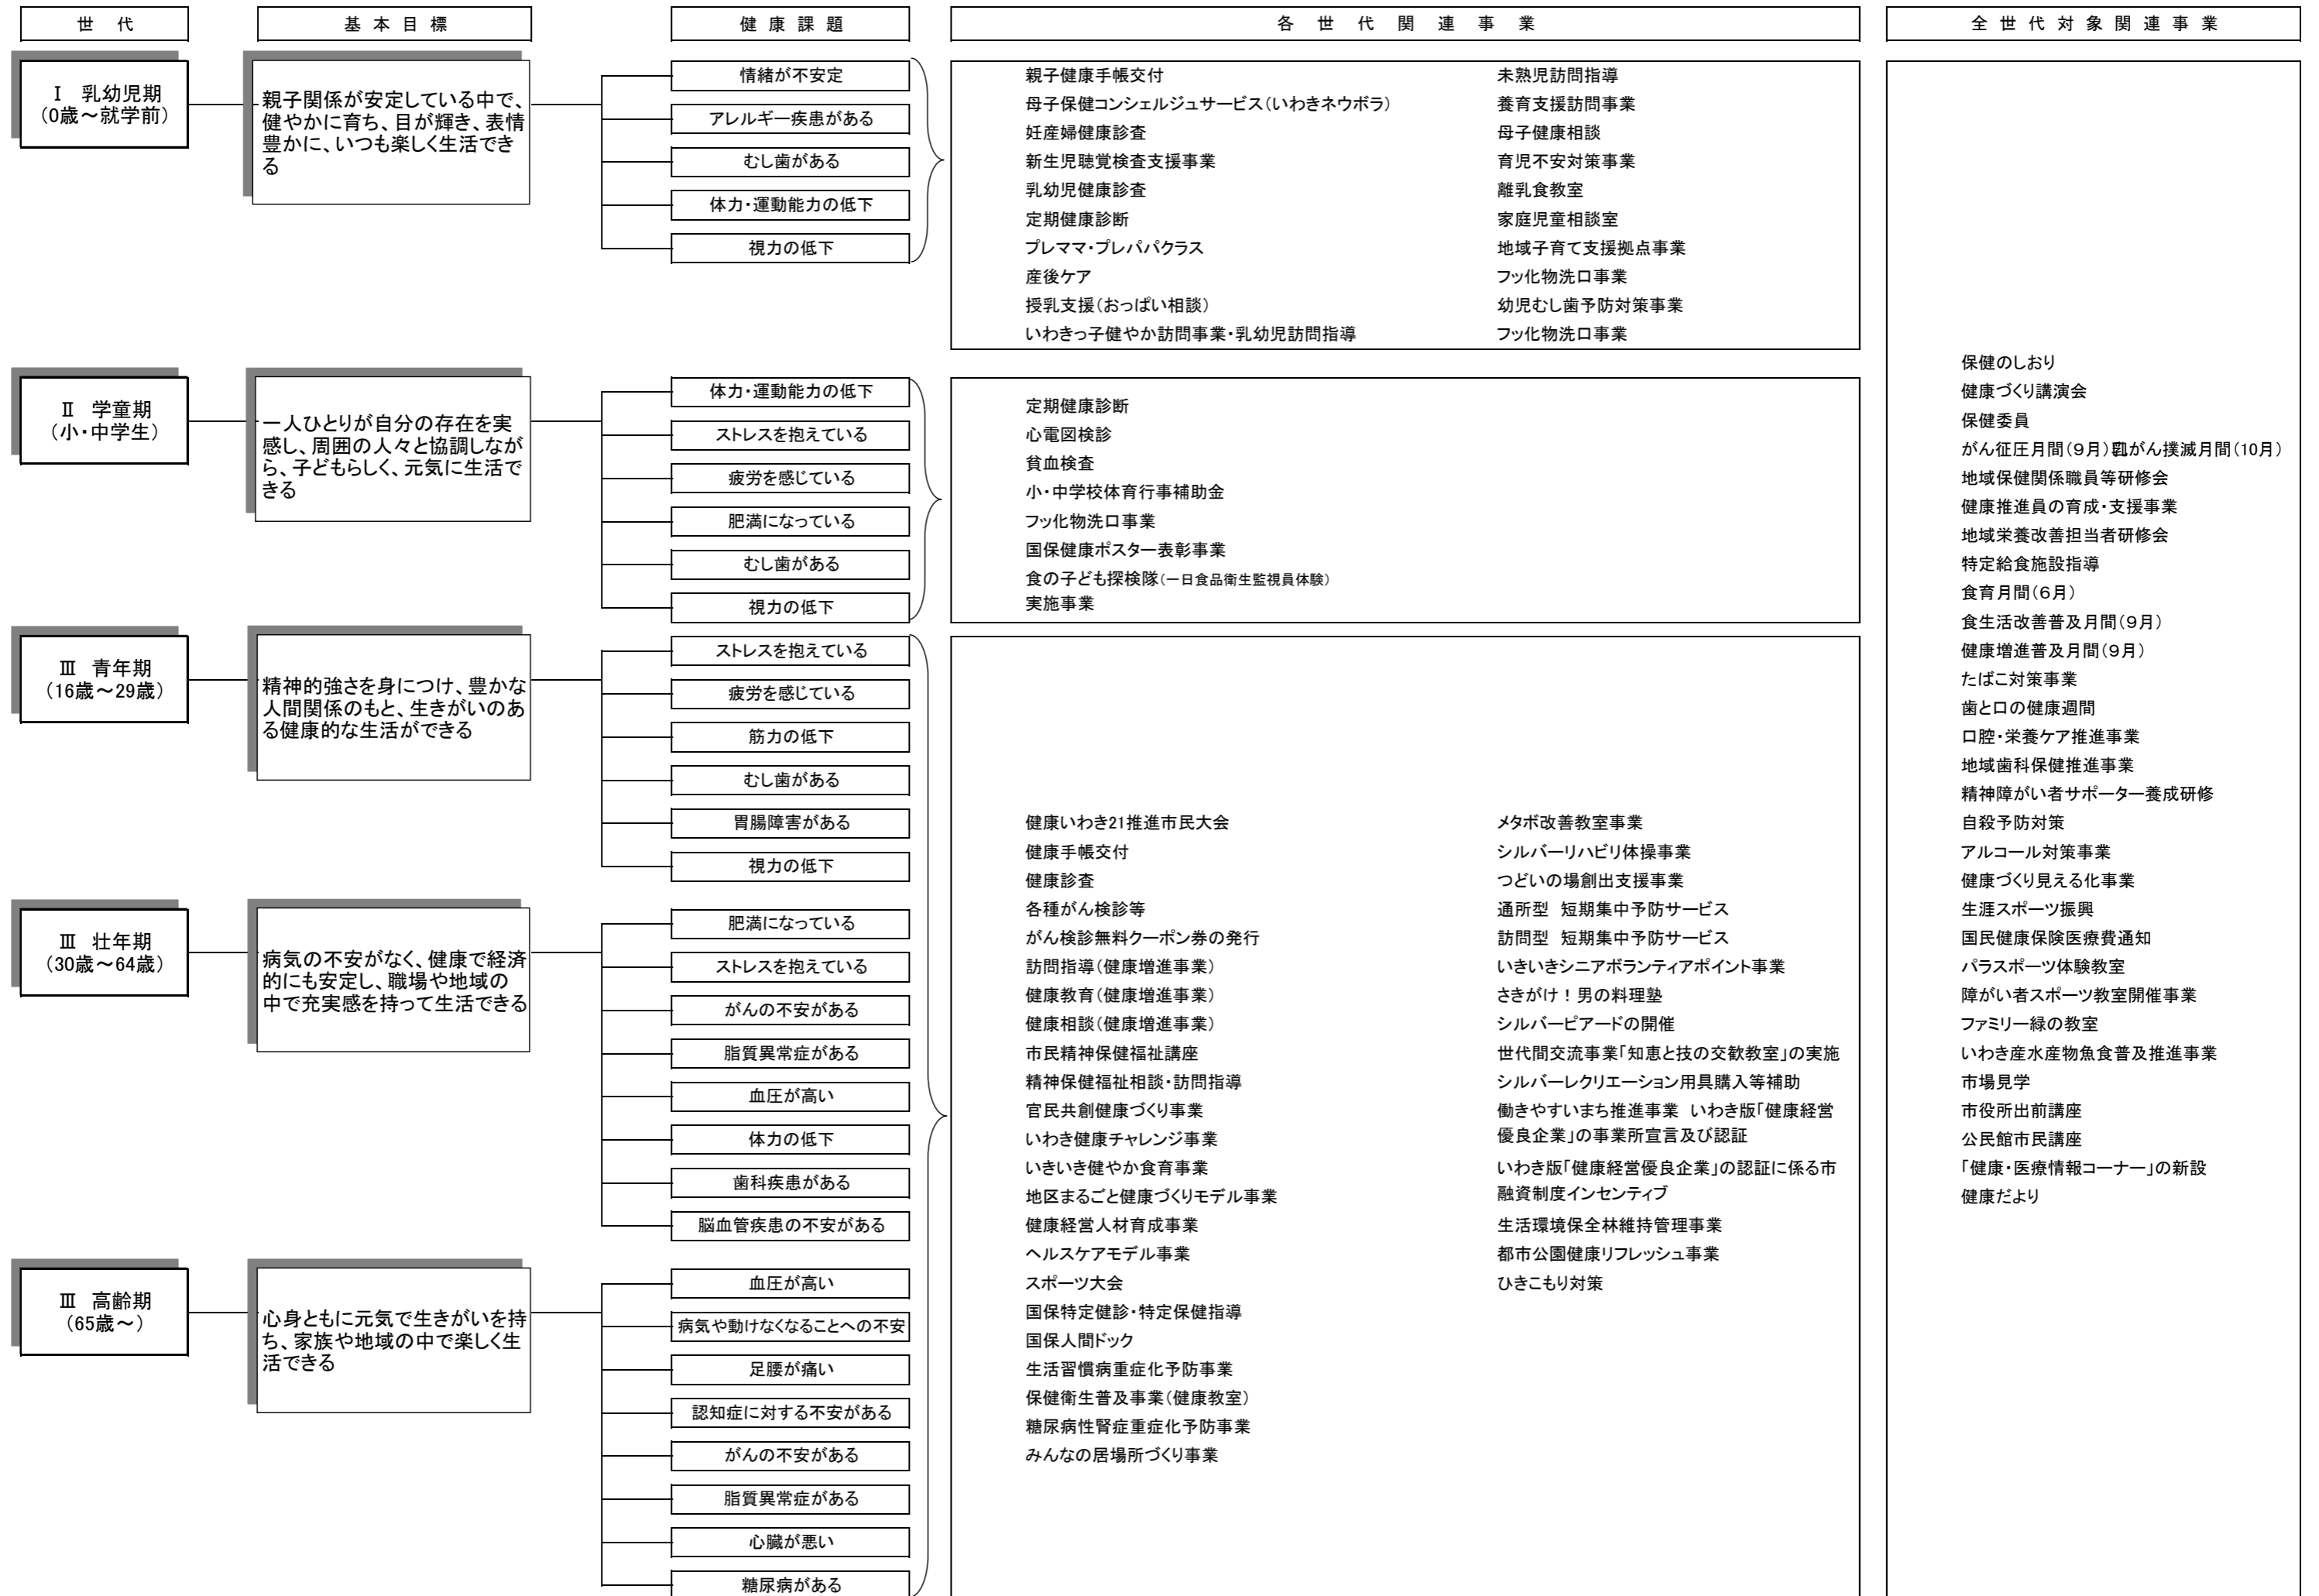 世　代
基 本 目 標
健 康 課 題
各　世　代　関　連　事　業
全 世 代 対 象 関 連 事 業
Ⅰ　乳幼児期
（0歳～就学前）
親子関係が安定している中で、
健やかに育ち、目が輝き、表情
豊かに、いつも楽しく生活でき
る
情緒が不安定
アレルギー疾患がある
むし歯がある
体力・運動能力の低下
視力の低下
親子健康手帳交付
母子保健コンシェルジュサービス（いわきネウボラ）
妊産婦健康診査
新生児聴覚検査支援事業
乳幼児健康診査
定期健康診断
プレママ・プレパパクラス
産後ケア
授乳支援（おっぱい相談）
いわきっ子健やか訪問事業・乳幼児訪問指導
未熟児訪問指導
養育支援訪問事業
母子健康相談
育児不安対策事業
離乳食教室
家庭児童相談室
地域子育て支援拠点事業
フッ化物洗口事業
幼児むし歯予防対策事業
フッ化物洗口事業
Ⅱ　学童期
（小・中学生）
一人ひとりが自分の存在を実
感し、周囲の人々と協調しなが
ら、子どもらしく、元気に生活で
きる
体力・運動能力の低下
ストレスを抱えている
疲労を感じている
肥満になっている
むし歯がある
視力の低下
定期健康診断
心電図検診
貧血検査
小・中学校体育行事補助金
フッ化物洗口事業
国保健康ポスター表彰事業
食の子ども探検隊（一日食品衛生監視員体験）
実施事業
Ⅲ　青年期
（16歳～29歳）
精神的強さを身につけ、豊かな
人間関係のもと、生きがいのあ
る健康的な生活ができる
ストレスを抱えている
疲労を感じている
筋力の低下
むし歯がある
胃腸障害がある
視力の低下
Ⅲ　壮年期
（30歳～64歳）
病気の不安がなく、健康で経済
的にも安定し、職場や地域の
中で充実感を持って生活できる
肥満になっている
ストレスを抱えている
がんの不安がある
脂質異常症がある
血圧が高い
体力の低下
歯科疾患がある
脳血管疾患の不安がある
Ⅲ　高齢期
（65歳～）
心身ともに元気で生きがいを持
ち、家族や地域の中で楽しく生
活できる
血圧が高い
病気や動けなくなることへの不安
足腰が痛い
認知症に対する不安がある
がんの不安がある
脂質異常症がある
心臓が悪い
糖尿病がある
健康いわき21推進市民大会
健康手帳交付
健康診査
各種がん検診等
がん検診無料クーポン券の発行
訪問指導（健康増進事業）
健康教育（健康増進事業）
健康相談（健康増進事業）
市民精神保健福祉講座
精神保健福祉相談・訪問指導
官民共創健康づくり事業
いわき健康チャレンジ事業
いきいき健やか食育事業
地区まるごと健康づくりモデル事業
健康経営人材育成事業
ヘルスケアモデル事業
スポーツ大会
国保特定健診・特定保健指導
国保人間ドック
生活習慣病重症化予防事業
保健衛生普及事業（健康教室）
糖尿病性腎症重症化予防事業
みんなの居場所づくり事業
メタボ改善教室事業
シルバーリハビリ体操事業
つどいの場創出支援事業
通所型　短期集中予防サービス
訪問型　短期集中予防サービス
いきいきシニアボランティアポイント事業
さきがけ！男の料理塾
シルバーピアードの開催
世代間交流事業「知恵と技の交歓教室」の実施
シルバーレクリエーション用具購入等補助
働きやすいまち推進事業　いわき版「健康経営
優良企業」の事業所宣言及び認証
いわき版「健康経営優良企業」の認証に係る市
融資制度インセンティブ
生活環境保全林維持管理事業
都市公園健康リフレッシュ事業
ひきこもり対策
保健のしおり
健康づくり講演会
保健委員
がん征圧月間（9月）乳がん撲滅月間（10月）
地域保健関係職員等研修会
健康推進員の育成・支援事業
地域栄養改善担当者研修会
特定給食施設指導
食育月間（6月）
食生活改善普及月間（9月）
健康増進普及月間（9月）
たばこ対策事業
歯と口の健康週間
口腔・栄養ケア推進事業
地域歯科保健推進事業
精神障がい者サポーター養成研修
自殺予防対策
アルコール対策事業
健康づくり見える化事業
生涯スポーツ振興
国民健康保険医療費通知
パラスポーツ体験教室
障がい者スポーツ教室開催事業
ファミリー緑の教室
いわき産水産物魚食普及推進事業
市場見学
市役所出前講座
公民館市民講座
「健康・医療情報コーナー」の新設
健康だより